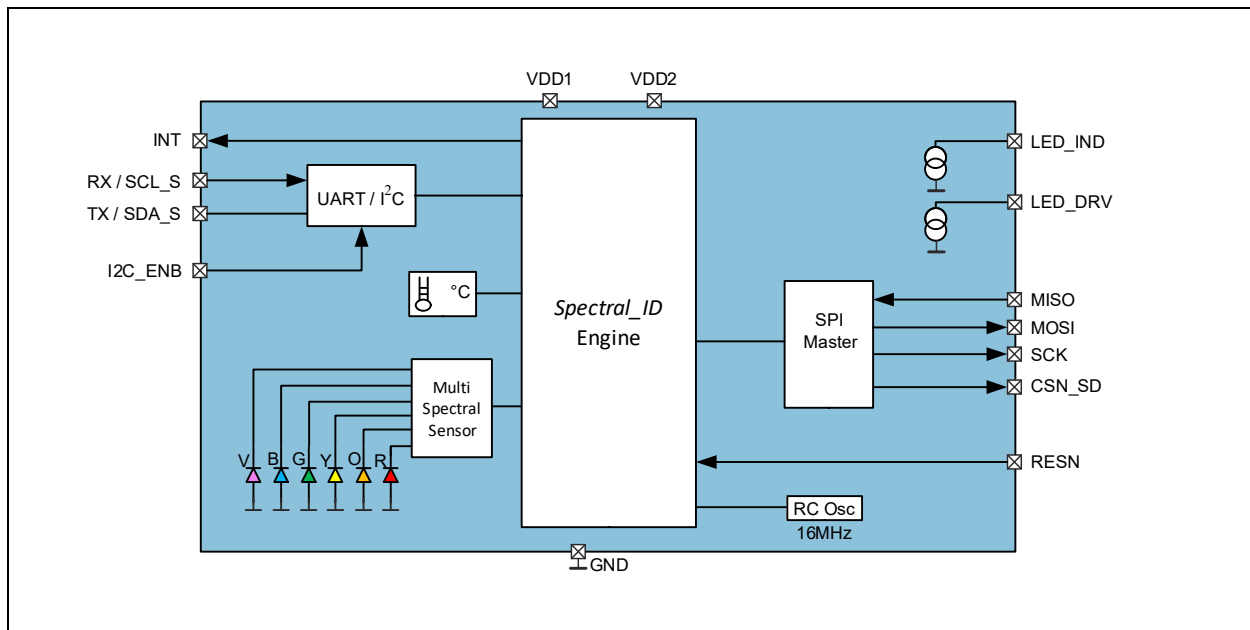 VDD1
VDD2
INT
RX / SCL_S
TX / SDA_S
I2C_ENB
UART / I²C
°C
Multi
Spectral
Sensor
V B G Y O R
Spectral_ID
Engine
SPI
Master
RC Osc
16MHz
LED_IND
LED_DRV
MISO
MOSI
SCK
CSN_SD
RESN
GND